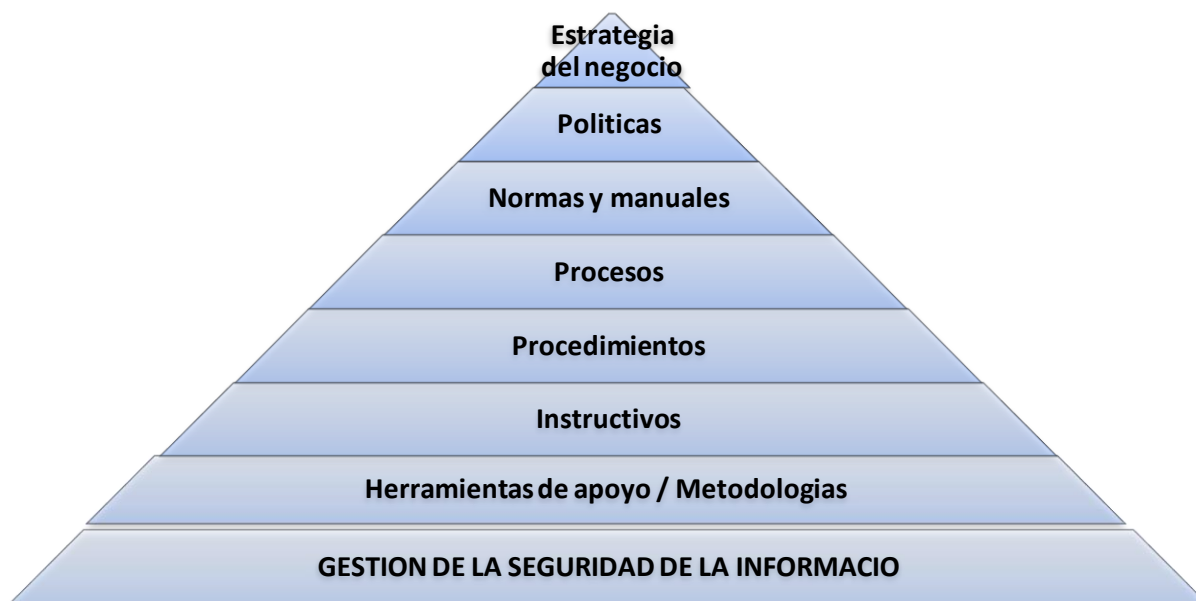 Estrategia
del negocio
Politicas
Normas y manuales
Procesos
Procedimientos
Instructivos
Herramientas de apoyo / Metodologias
GESTION DE LA SEGURIDAD DE LA INFORMACIO